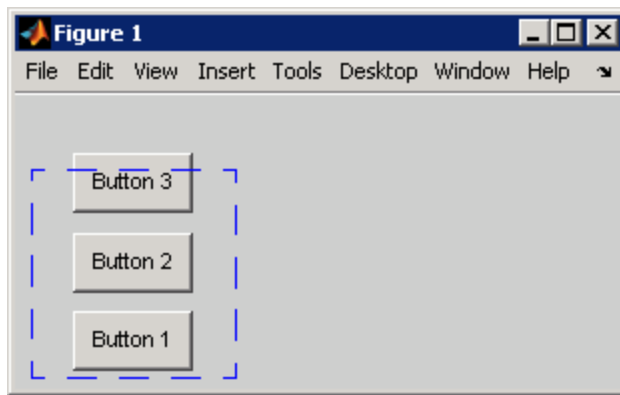 Figure 1
File Edit View Insert Tools Desktop Window Help
Button 3
Button 2
Button 1